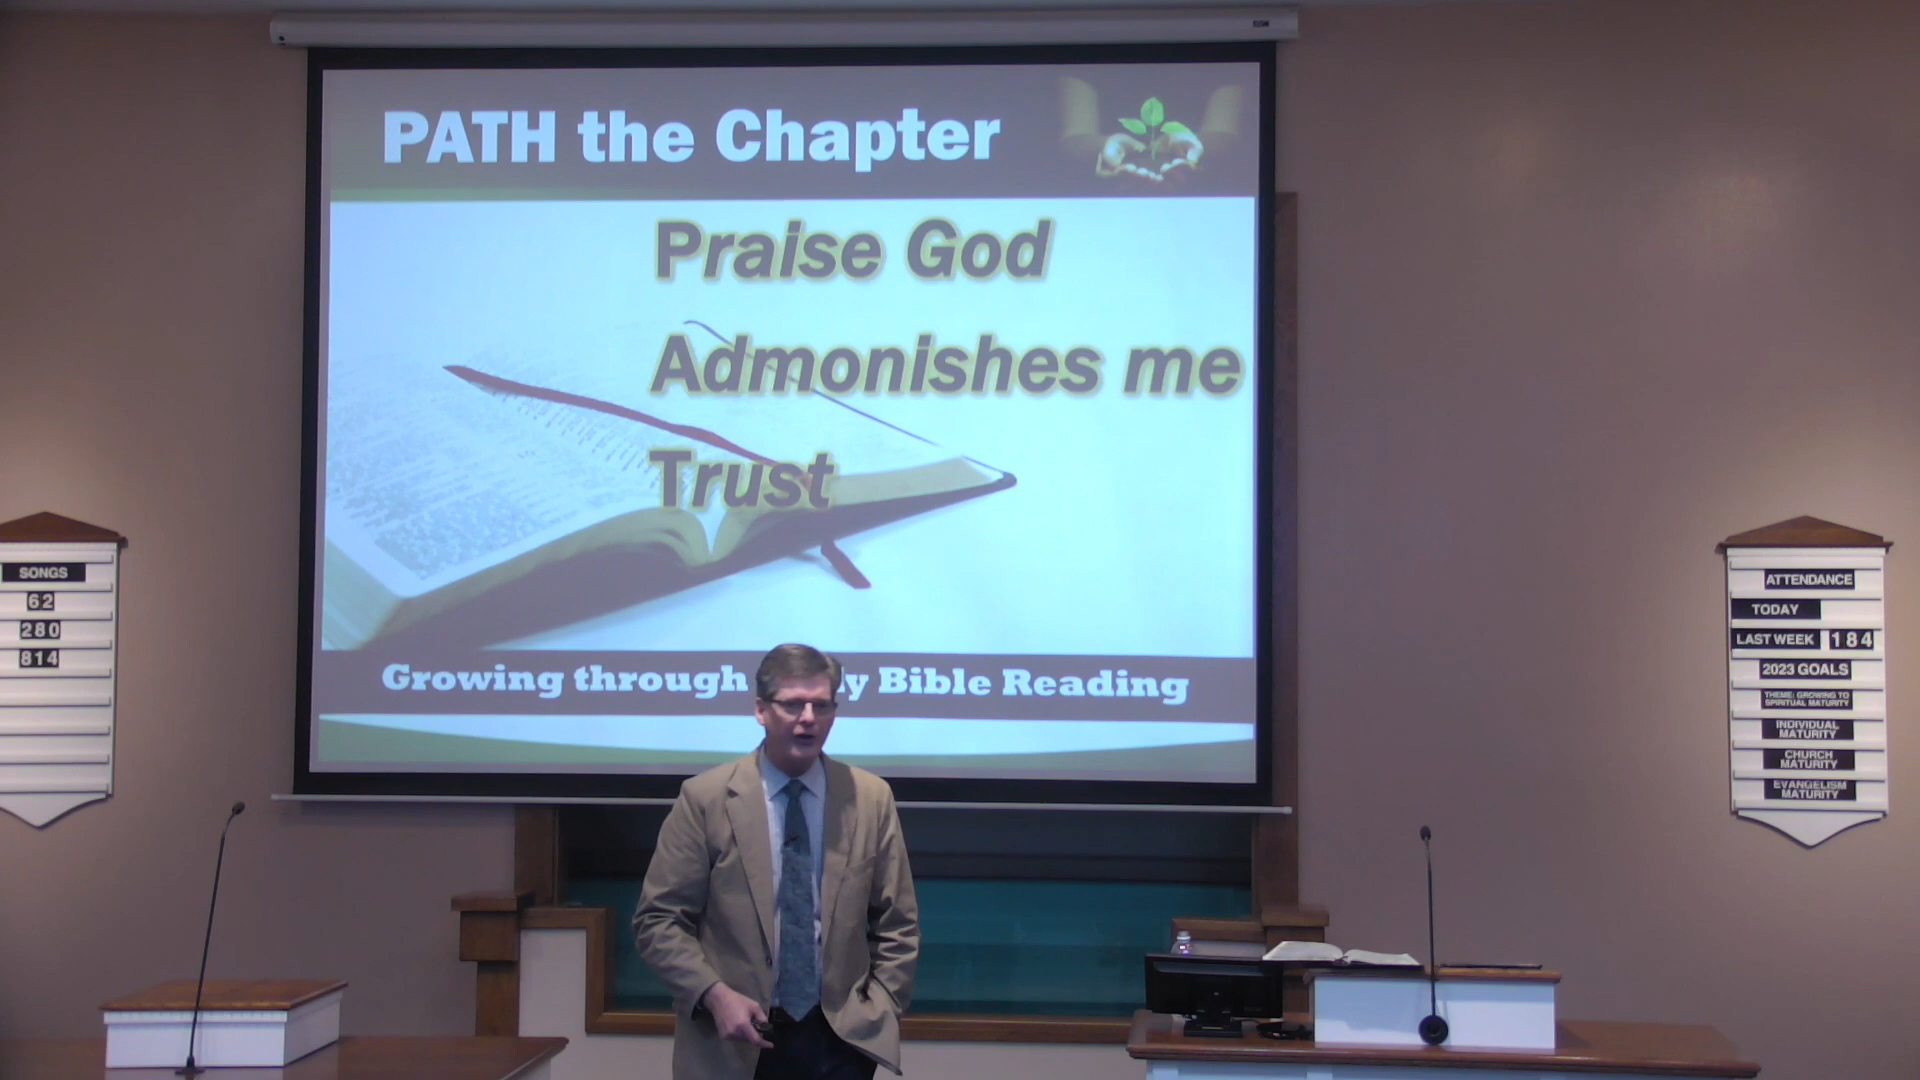 PATH the Chapter
Praise God
Admonishes me
Trust
Growing through ly Bible Reading
SONGS
62
280
814
ATTENDANCE
TODAY
LAST WEEK 184
2023 GOALS
THEME: GROWING TO
SPIRITUAL MATURITY
INDIVIDUAL
MATURITY
CHURCH
MATURITY
EVANGELISM
MATURITY